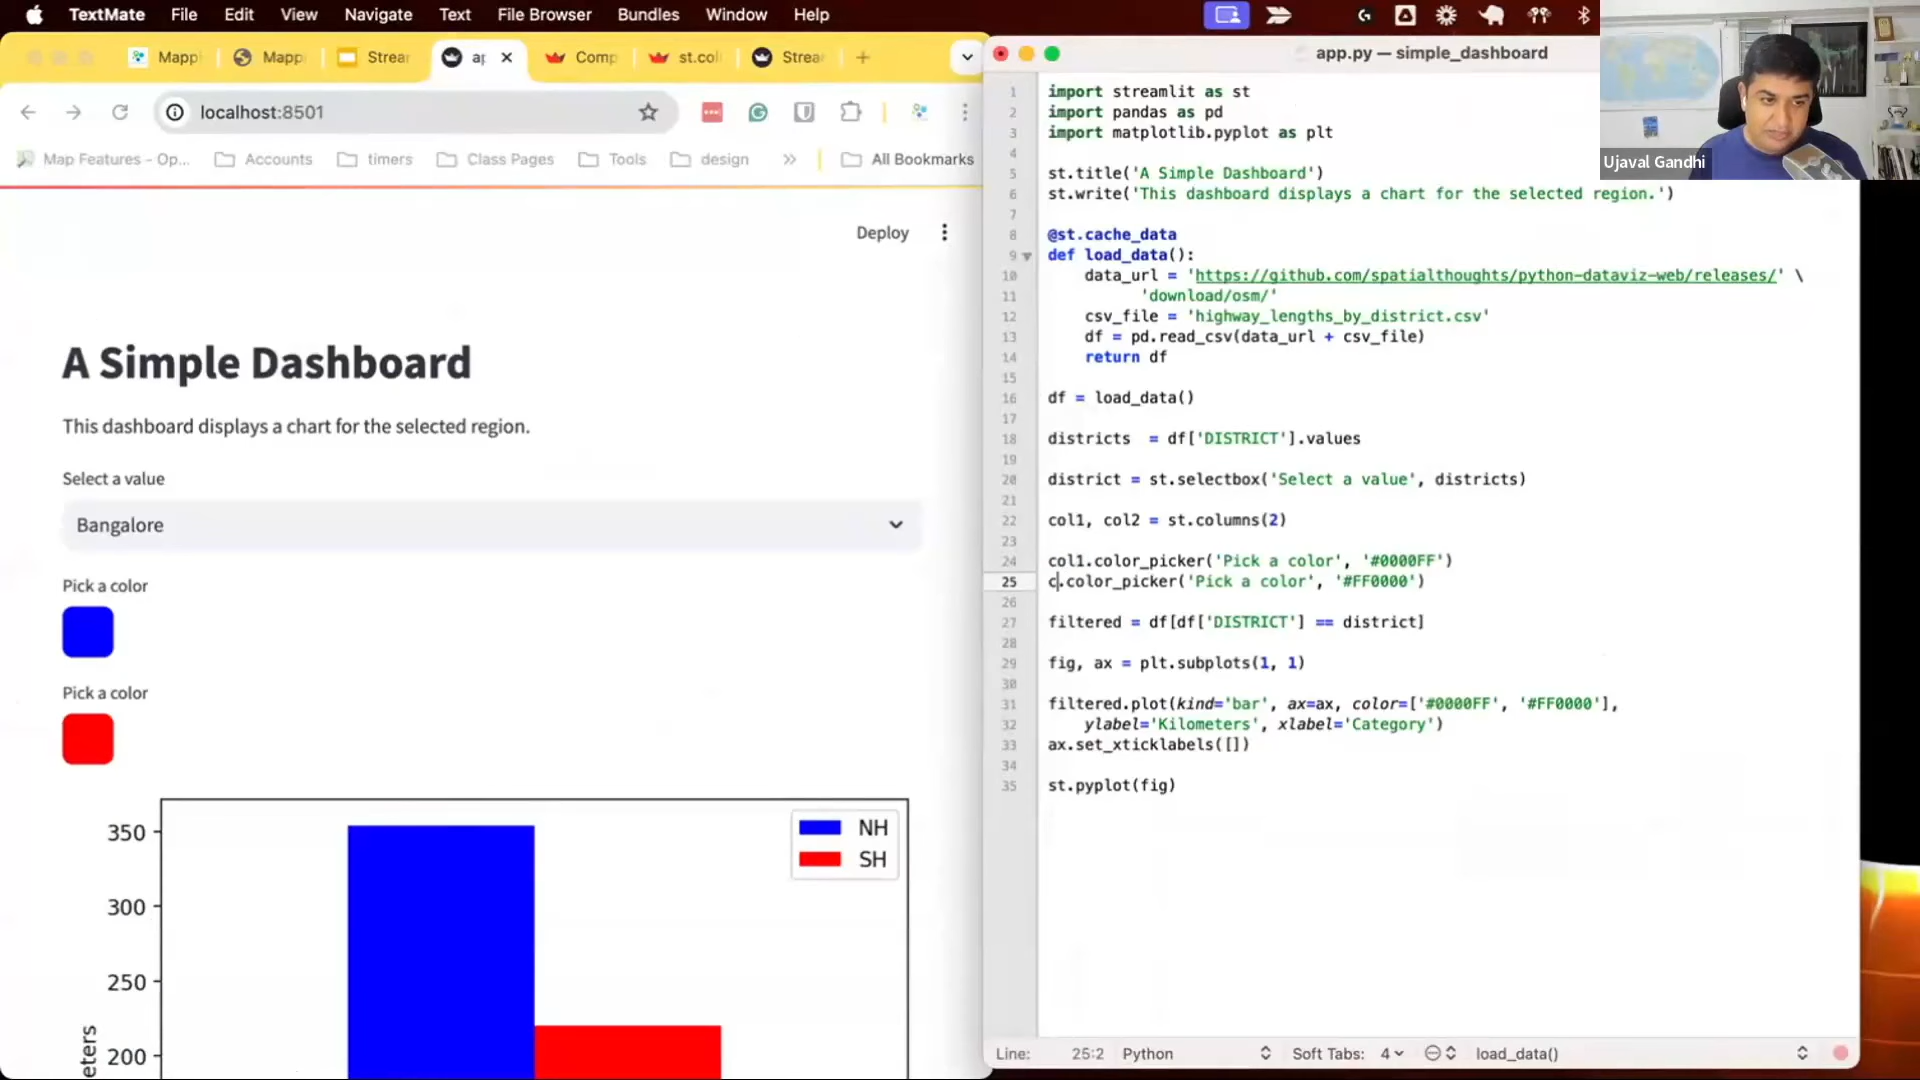 TextMate File Edit View Navigate Text File Browser Bundles Window Help
Mappi Mapp Strear ap Comp st.col Strea
localhost:8501
Map Features - Op... Accounts timers Class Pages Tools design All Bookmarks
Deploy
A Simple Dashboard
This dashboard displays a chart for the selected region.
Select a value
Bangalore
Pick a color
Pick a color
350
300
250
200
eters
NH
SH
app.py — simple_dashboard
1 import streamlit as st
2 import pandas as pd
3 import matplotlib.pyplot as plt
4
5 st.title('A Simple Dashboard')
6 st.write('This dashboard displays a chart for the selected region.')
7
8 @st.cache_data
9 def load_data():
10 data_url = 'https://github.com/spatialthoughts/python-dataviz-web/releases/' \
11 'download/osm/'
12 csv_file = 'highway_lengths_by_district.csv'
13 df = pd.read_csv(data_url + csv_file)
14 return df
15
16 df = load_data()
17
18 districts = df['DISTRICT'].values
19
20 district = st.selectbox('Select a value', districts)
21
22 col1, col2 = st.columns(2)
23
24 col1.color_picker('Pick a color', '#0000FF')
25 c.color_picker('Pick a color', '#FF0000')
26
27 filtered = df[df['DISTRICT'] == district]
28
29 fig, ax = plt.subplots(1, 1)
30
31 filtered.plot(kind='bar', ax=ax, color=['#0000FF', '#FF0000'],
32 ylabel='Kilometers', xlabel='Category')
33 ax.set_xticklabels([])
34
35 st.pyplot(fig)
Line: 25:2 Python Soft Tabs: 4 load_data()
Ujaval Gandhi